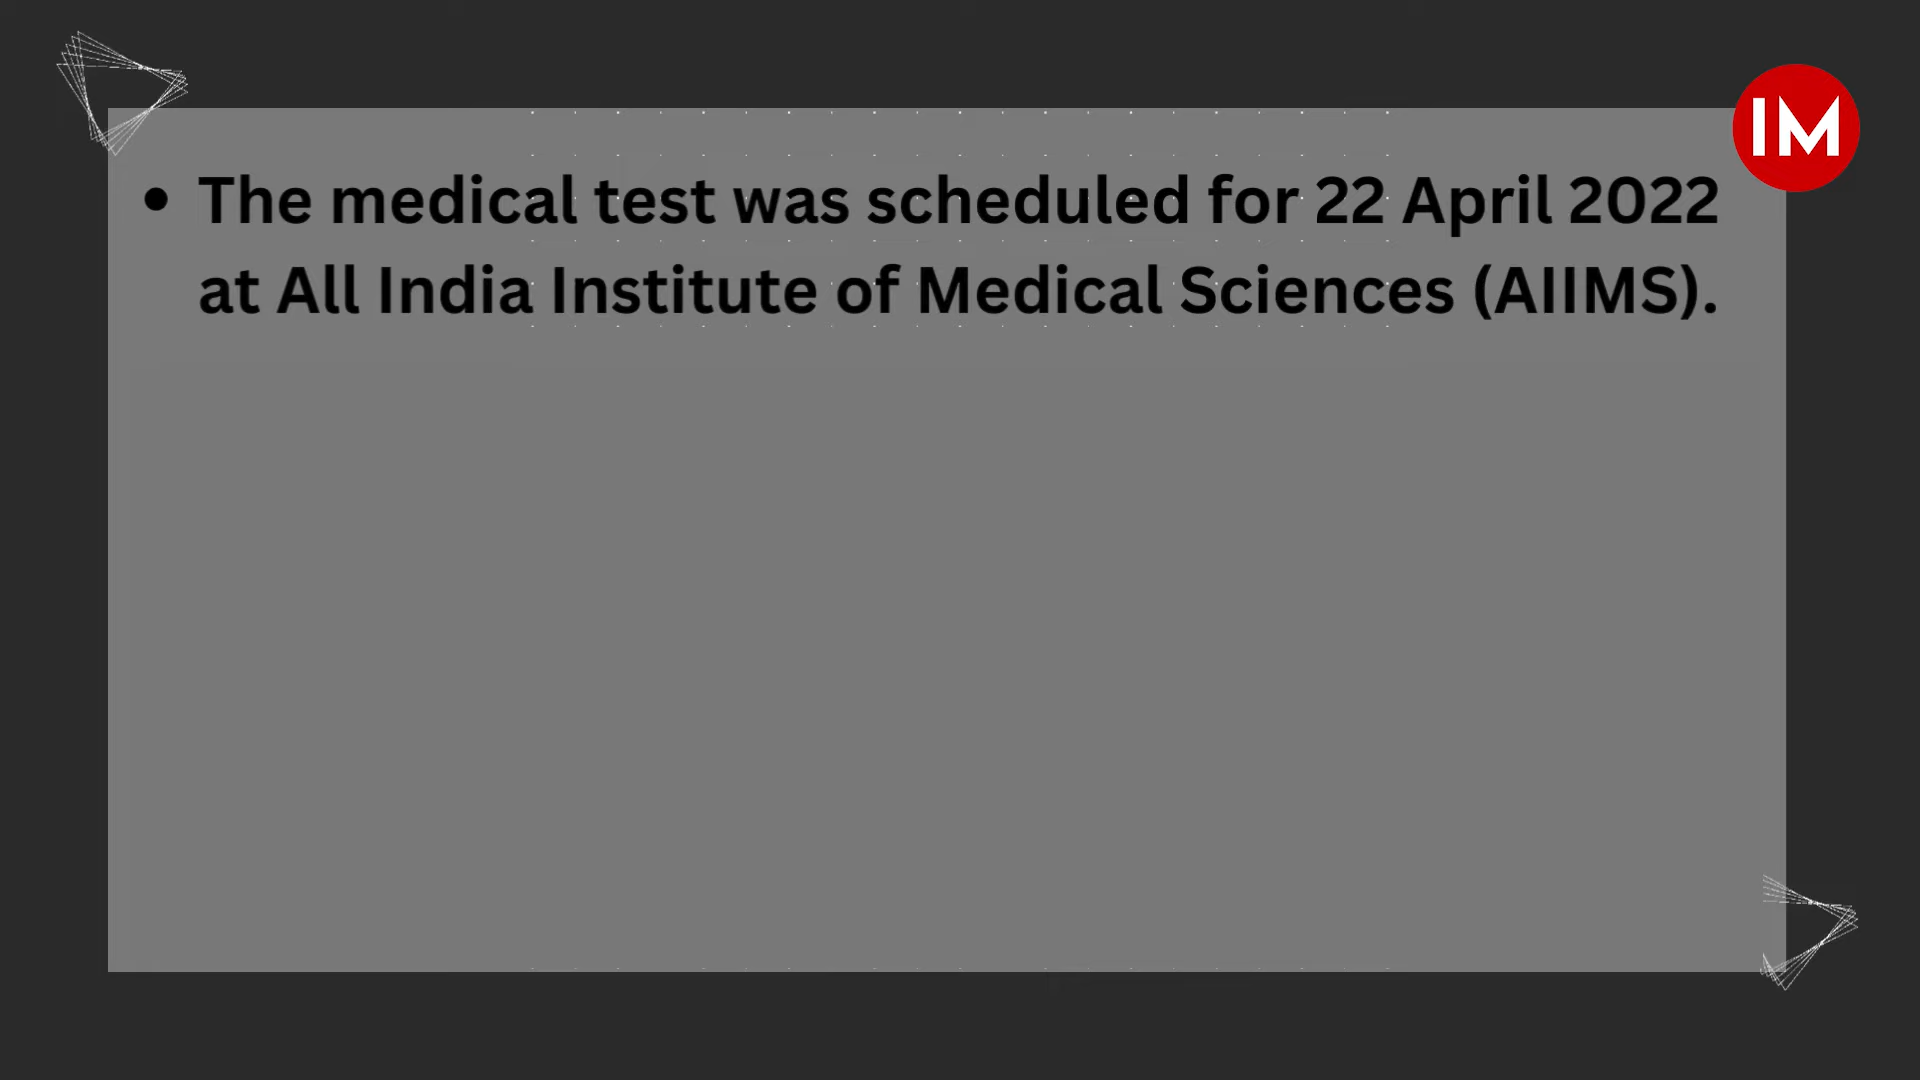 IM
• The medical test was scheduled for 22 April 2022
at All India Institute of Medical Sciences (AIIMS).